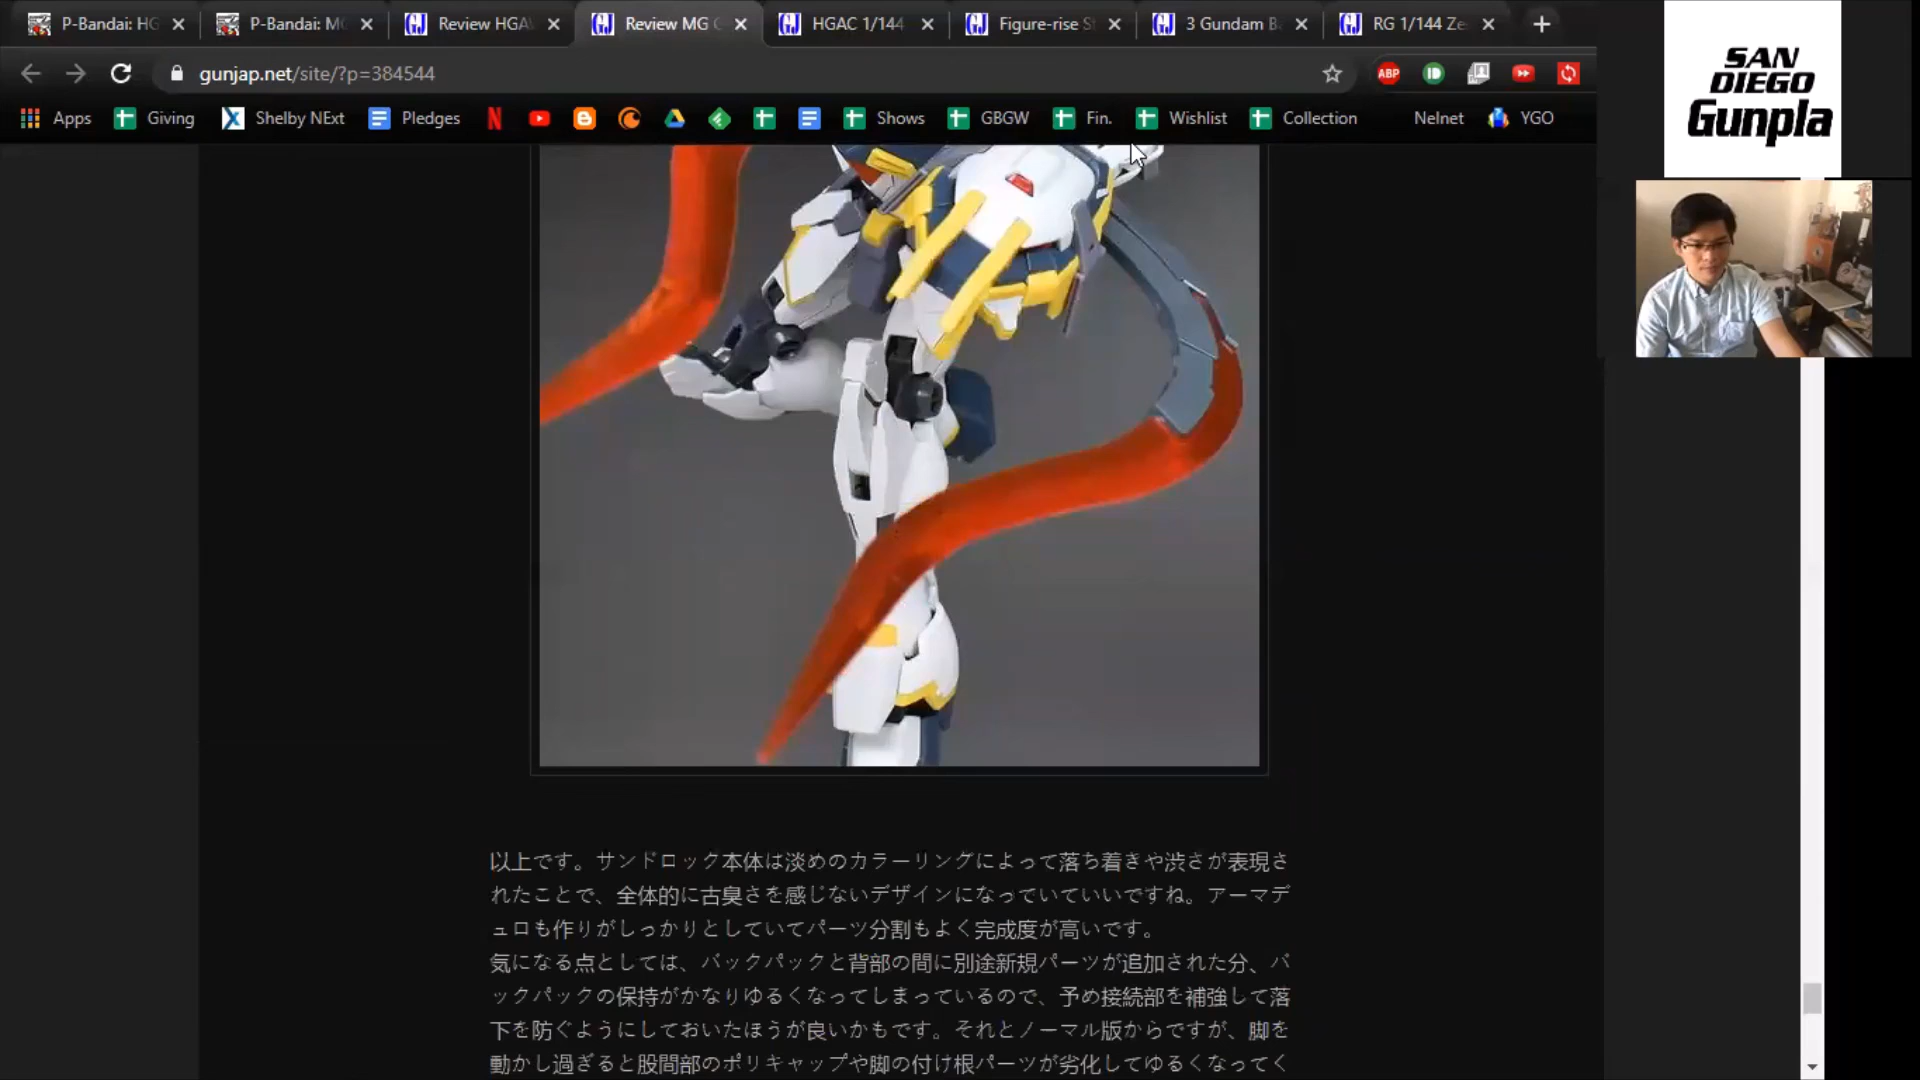 P-Bandai: HG
P-Bandai: MG
Review HGA
Review MG
HGAC 1/144
Figure-rise S
3 Gundam B
RG 1/144 Ze
gunjap.net/site/?p=384544
ABP
Apps
Giving
Shelby NExt
Pledges
Shows
GBGW
Fin.
Wishlist
Collection
Nelnet
YGO
SAN
DIEGO
Gunpla
以上です。サンドロック本体は淡めのカラーリングによって落ち着きや渋さが表現さ
れたことで、全体的に古臭さを感じないデザインになっていていいですね。アーマデ
ュロも作りがしっかりとしていてパーツ分割もよく完成度が高いです。
気になる点としては、バックパックと背部の間に別途新規パーツが追加された分、バ
ックパックの保持がかなりゆるくなってしまっているので、予め接続部を補強して落
下を防ぐようにしておいたほうが良いかもです。それとノーマル版からですが、脚を
動かし過ぎると股間部のポリキャップや脚の付け根パーツが劣化してゆるくなってく